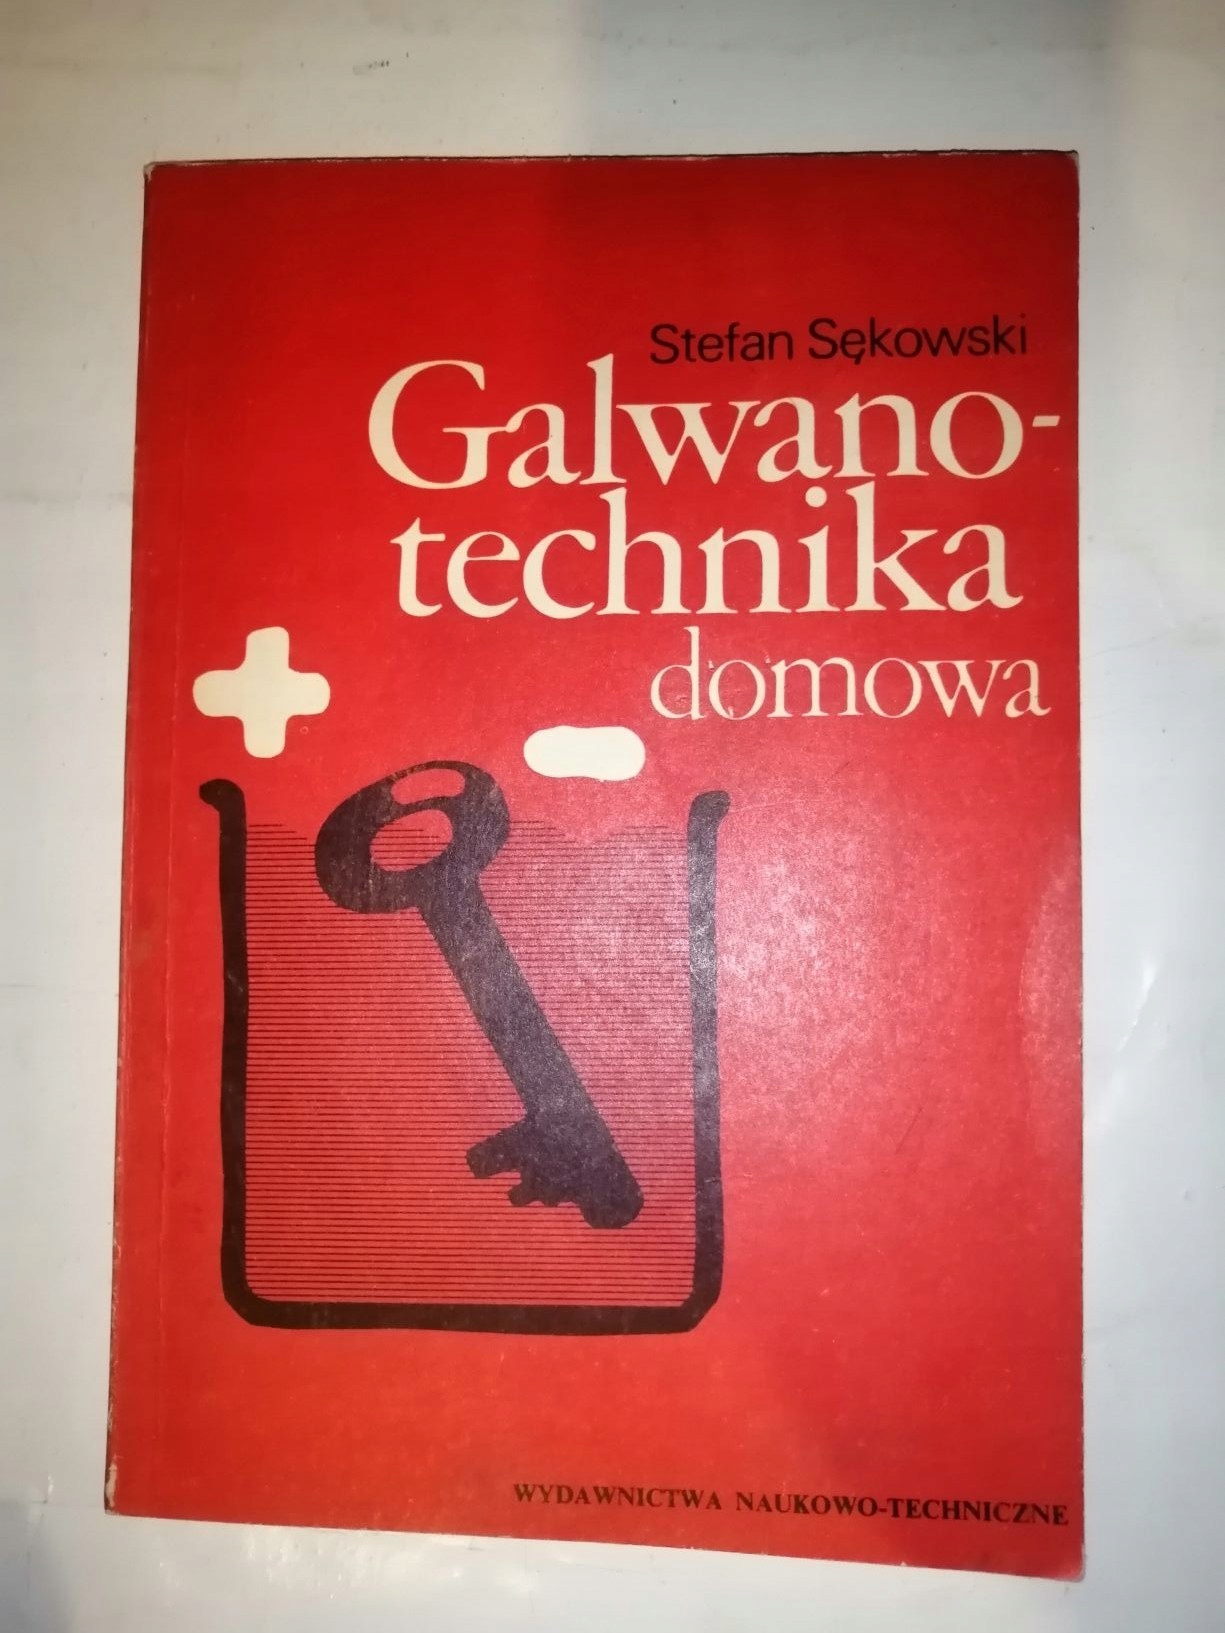 Stefan Sękowski
Galwano-
technika
domowa
+
-
WYDAWNICTWA NAUKOWO-TECHNICZNE